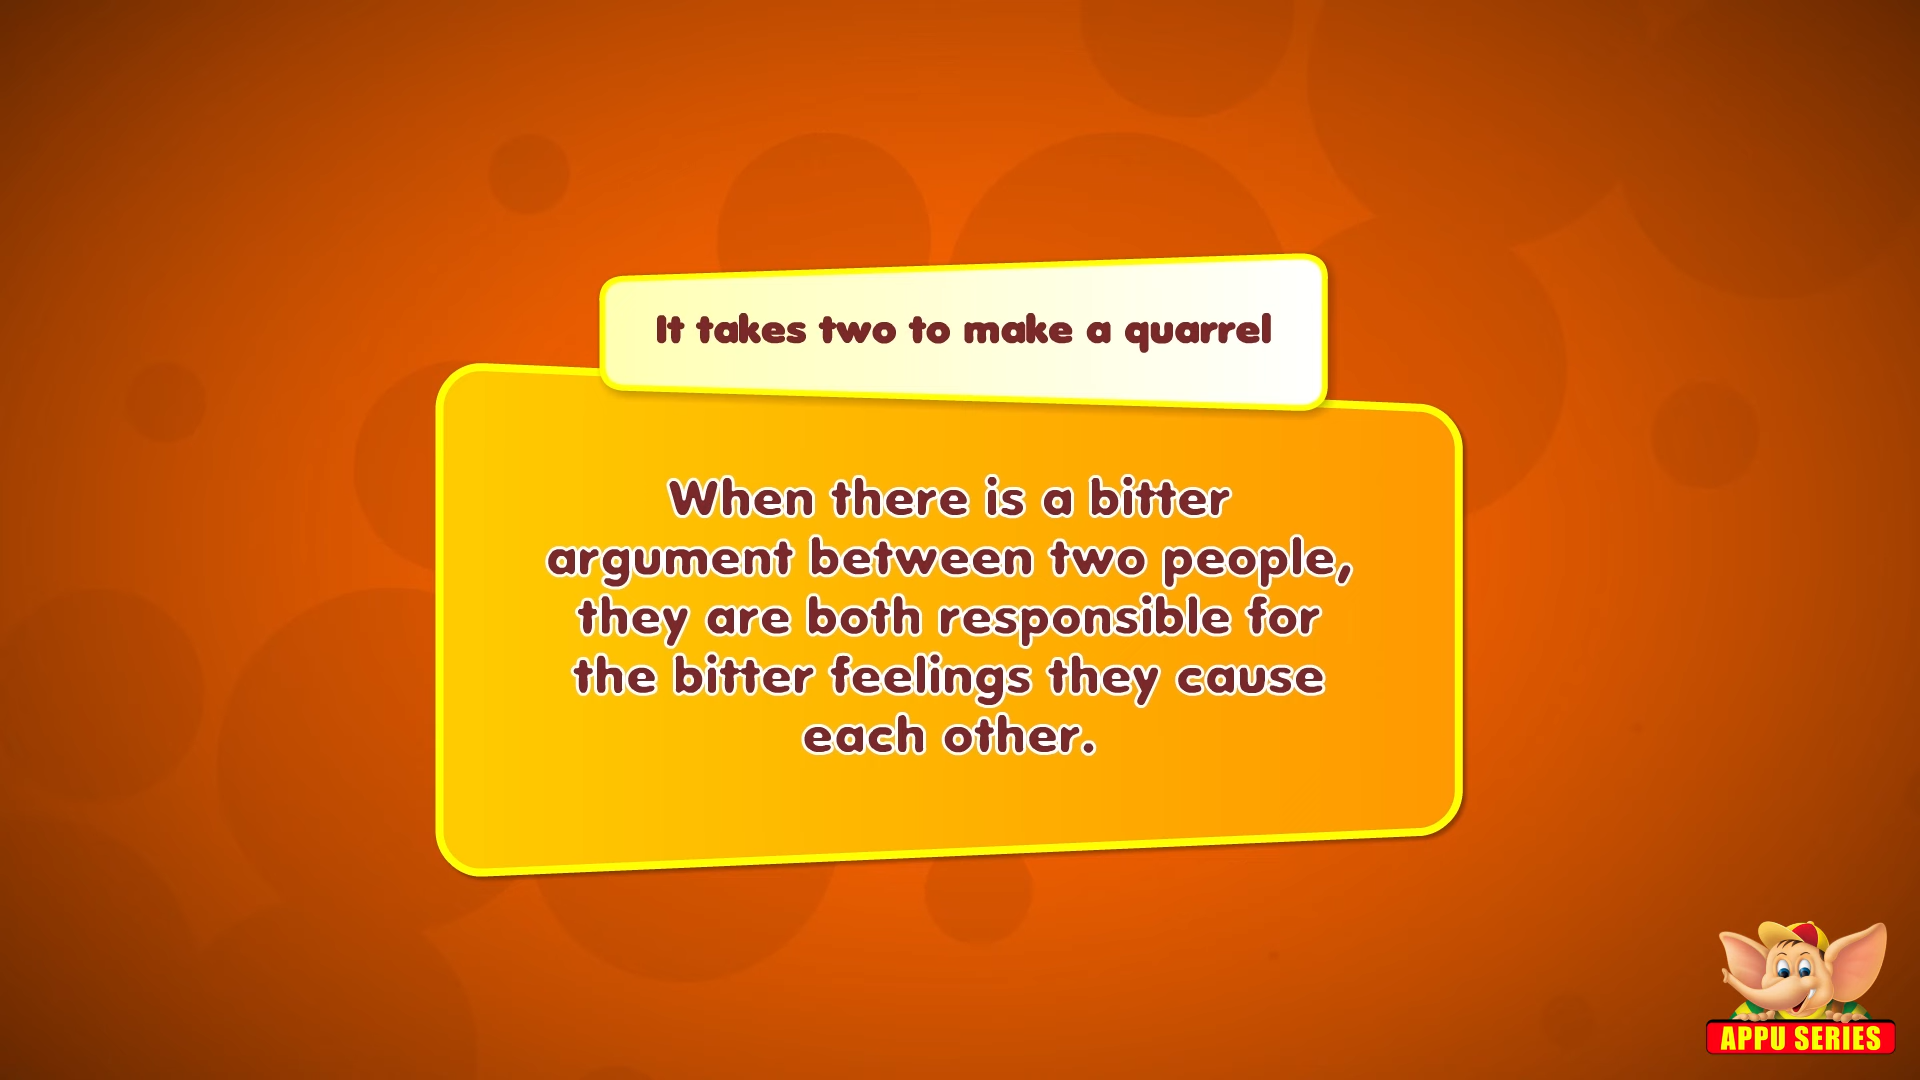 It takes two to make a quarrel
When there is a bitter
argument between two people,
they are both responsible for
the bitter feelings they cause
each other.
APPU SERIES